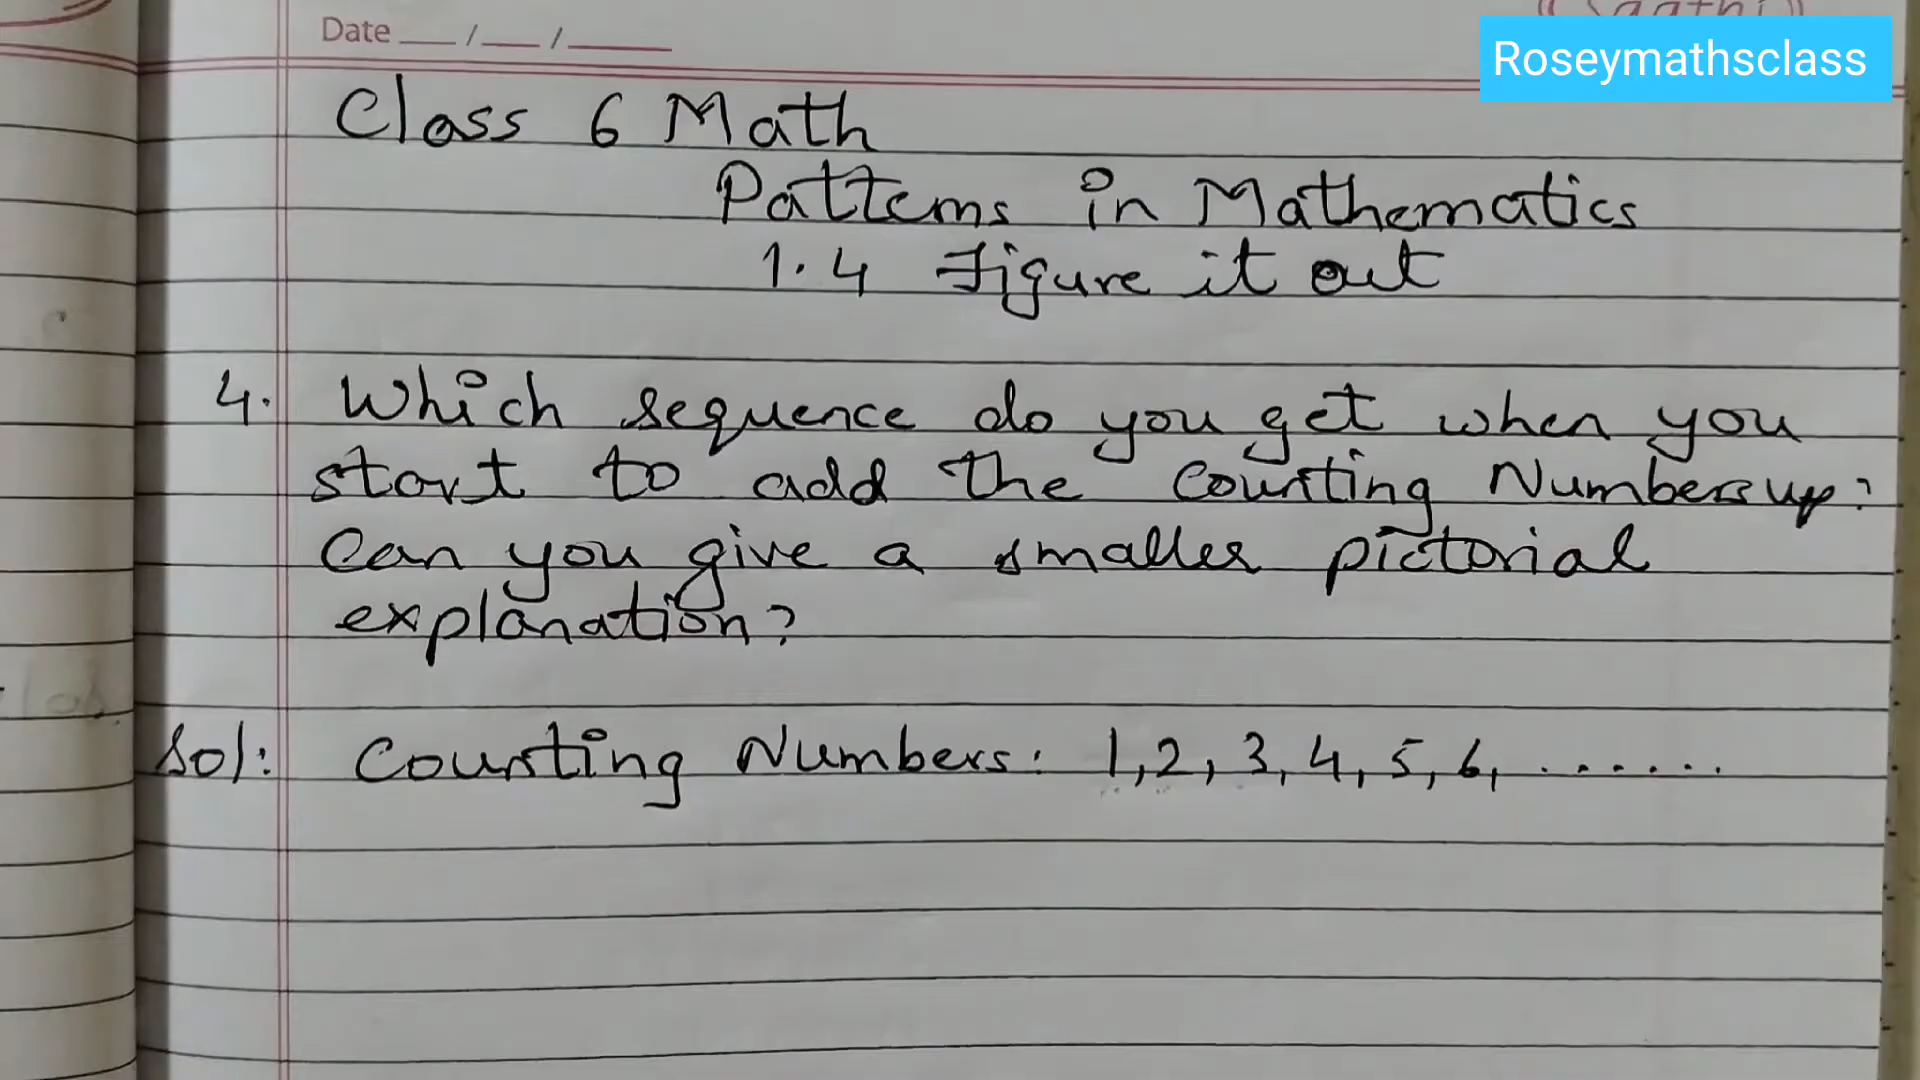 Date __/__/____
Roseymathsclass
Class 6 Math
Patterns in Mathematics
1.4 Figure it out
4. Which sequence do you get when you
start to add the Counting Numbers up?
Can you give a smaller pictorial
explanation?
Sol: Counting Numbers: 1, 2, 3, 4, 5, 6, .......